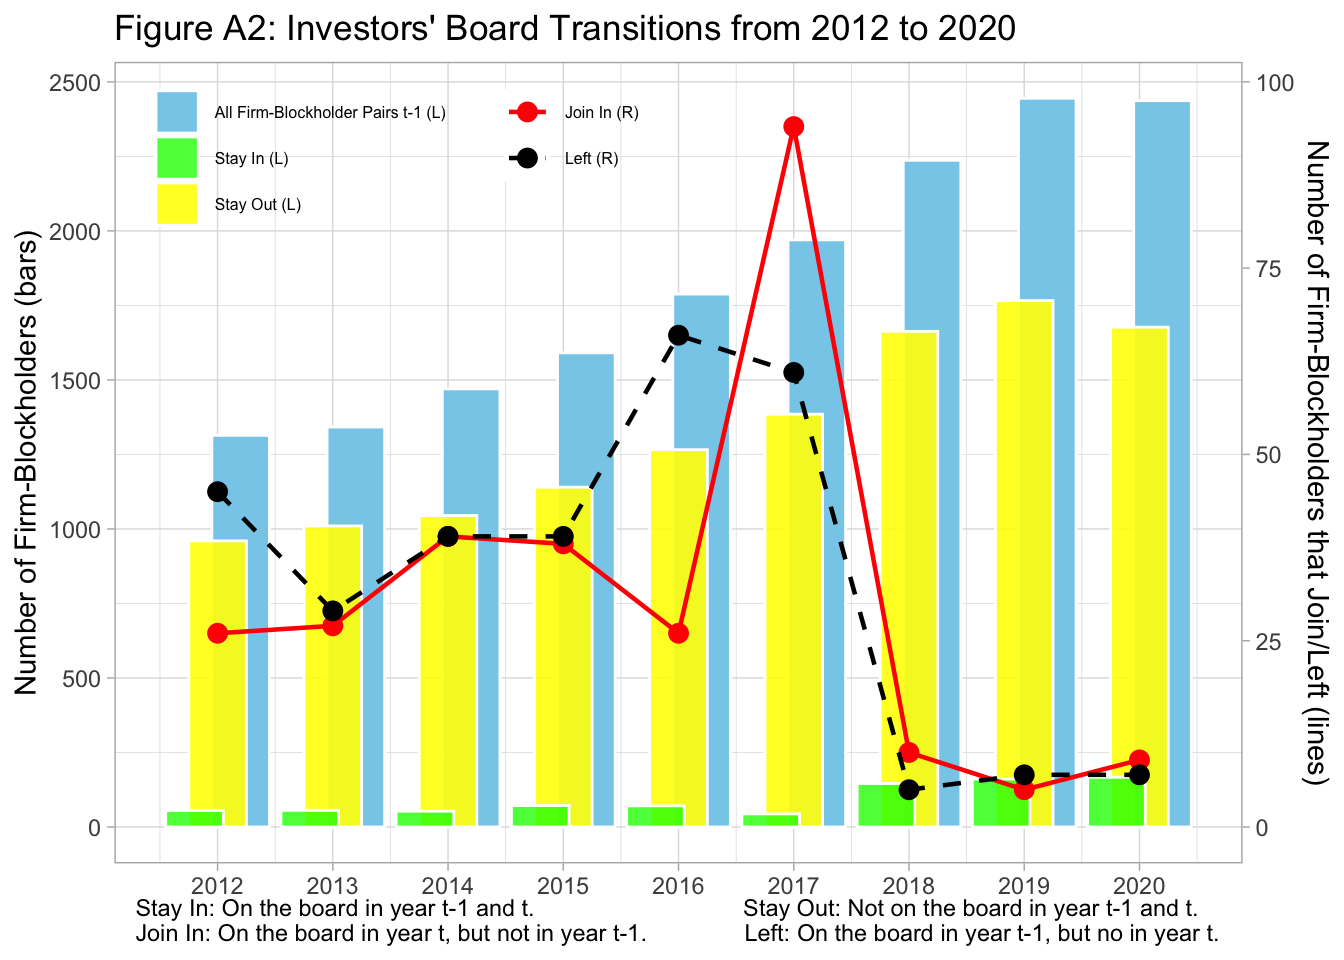 Figure A2: Investors' Board Transitions from 2012 to 2020
Number of Firm-Blockholders (bars)
2500
2000
1500
1000
500
0
All Firm-Blockholder Pairs t-1 (L)
Stay In (L)
Stay Out (L)
Join In (R)
Left (R)
100
75
50
25
0
Number of Firm-Blockholders that Join/Left (lines)
2012 2013 2014 2015 2016 2017 2018 2019 2020
Stay In: On the board in year t-1 and t.
Join In: On the board in year t, but not in year t-1.
Stay Out: Not on the board in year t-1 and t.
Left: On the board in year t-1, but no in year t.